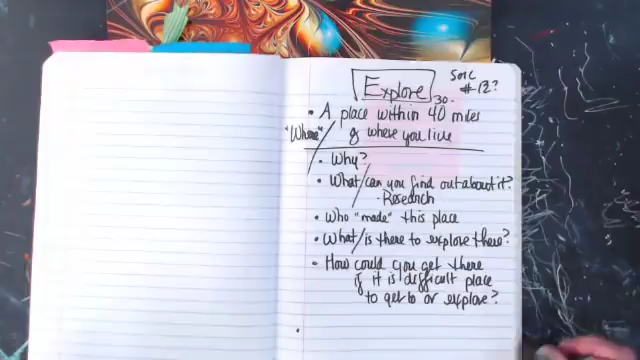 Explore
SOTC
#12?
30-
• A place within 40 miles
"Where" of where you live
• Why?
• What/can you find out about it?
- Research
• Who "made" this place
• What/is there to explore there?
• How could you get there
if it is difficult place
to get to or explore?
•